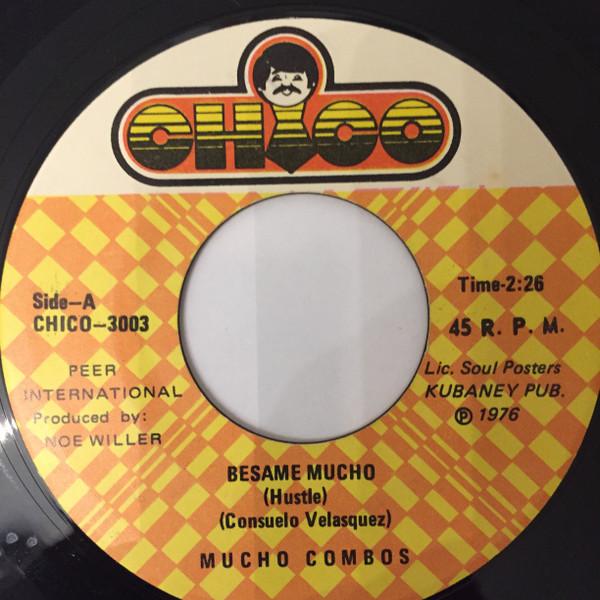 CHICO
Side-A
CHICO-3003
Time-2:26
45 R. P. M.
PEER
INTERNATIONAL
Produced by:
NOE WILLER
Lic. Soul Posters
KUBANEY PUB.
℗ 1976
BESAME MUCHO
(Hustle)
(Consuelo Velasquez)
MUCHO COMBOS